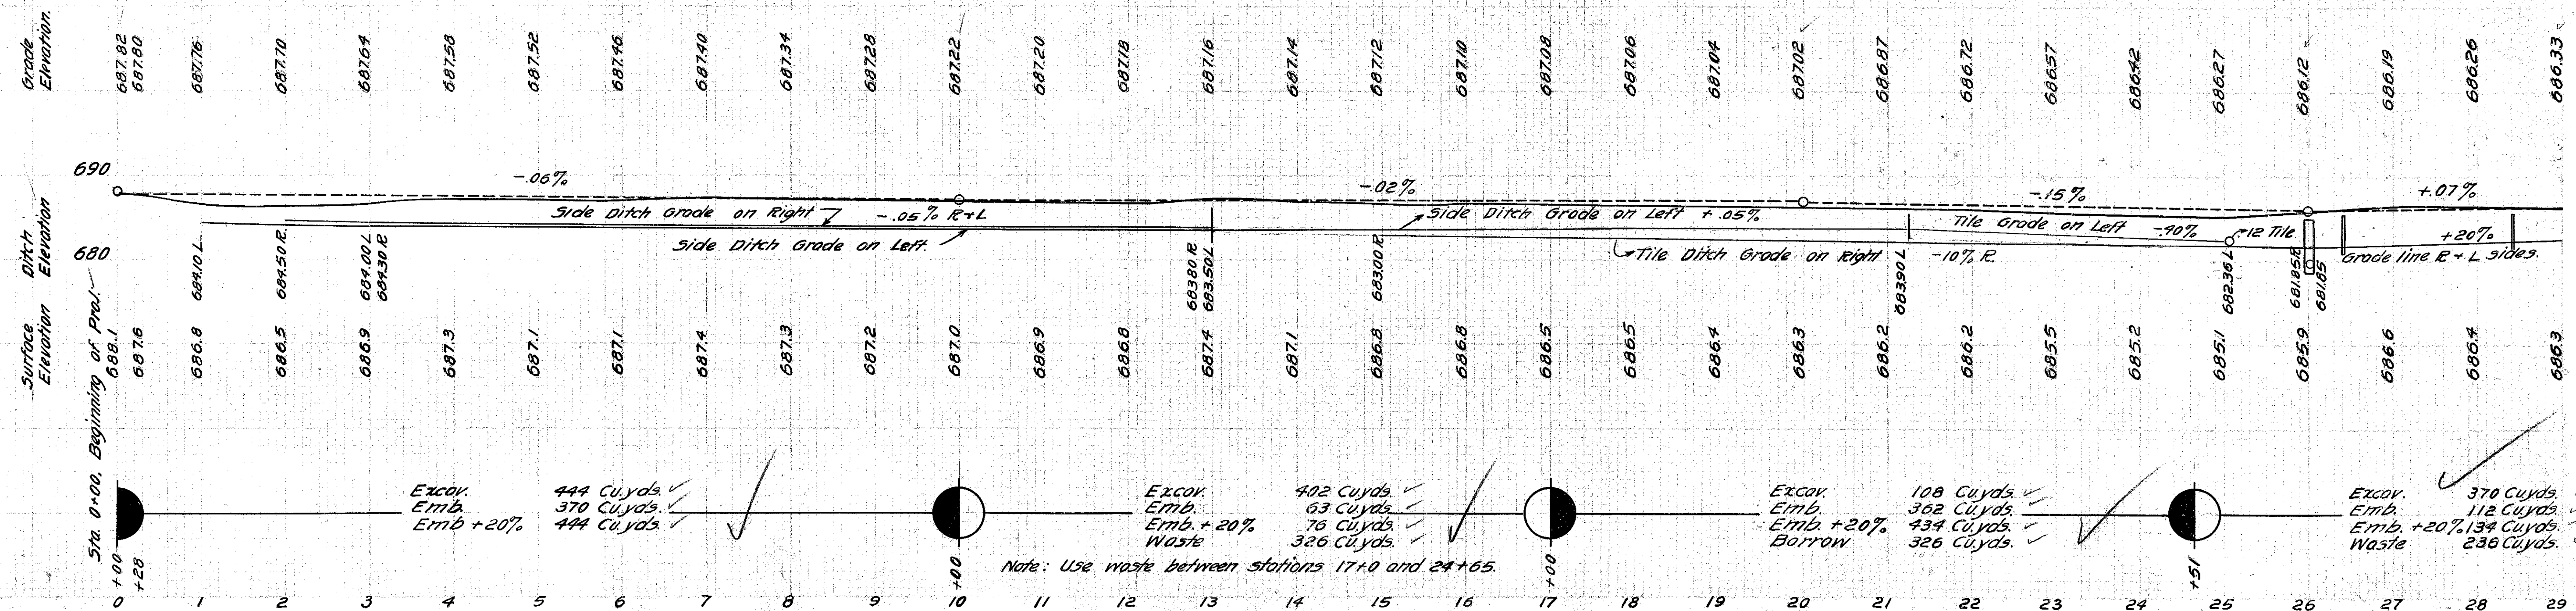 Grade Elevation.
687.82 687.80 687.76 687.70 687.64 687.58 687.52 687.46 687.40 687.34 687.28 687.22 687.20 687.18 687.16 687.14 687.12 687.10 687.08 687.06 687.04 687.02 686.87 686.72 686.57 686.42 686.27 686.12 686.19 686.26 686.33
690
-.06%
-.02%
-.15%
+.07%
Side Ditch Grade on Right
-.05% R+L
Side Ditch Grade on Left +.05%
Tile Grade on Left -.40%
12 Tile
+20%
Side Ditch Grade on Left.
Tile Ditch Grade on Right -10% R.
Grade line R+L sides.
680
Ditch Elevation
684.10 L 684.50 R. 684.00 L 684.30 R 683.80 R 683.50 L 683.00 R 683.90 L 682.36 L 681.85 R 681.85
Surface Elevation
688.1 687.6 686.8 686.5 686.9 687.3 687.1 687.1 687.4 687.3 687.2 687.0 686.9 686.8 687.4 687.1 686.8 686.8 686.5 686.5 686.4 686.3 686.2 686.2 685.5 685.2 685.1 685.9 686.6 686.4 686.3
Sta. 0+00. Beginning of Proj.
Excav. 444 Cu.yds.
Emb. 370 Cu.yds.
Emb +20% 444 Cu.yds.
Excav. 402 Cu.yds.
Emb. 63 Cu.yds.
Emb. +20% 76 Cu.yds.
Waste 326 Cu.yds.
Excav. 108 Cu.yds.
Emb. 362 Cu.yds.
Emb. +20% 434 Cu.yds.
Borrow 326 Cu.yds.
Excav. 370 Cu.yds.
Emb. 112 Cu.yds.
Emb. +20% 134 Cu.yds.
Waste 236 Cu.yds.
Note: Use waste between stations 17+0 and 24+65.
+00 +28 +00 +00 +51
0 1 2 3 4 5 6 7 8 9 10 11 12 13 14 15 16 17 18 19 20 21 22 23 24 25 26 27 28 29